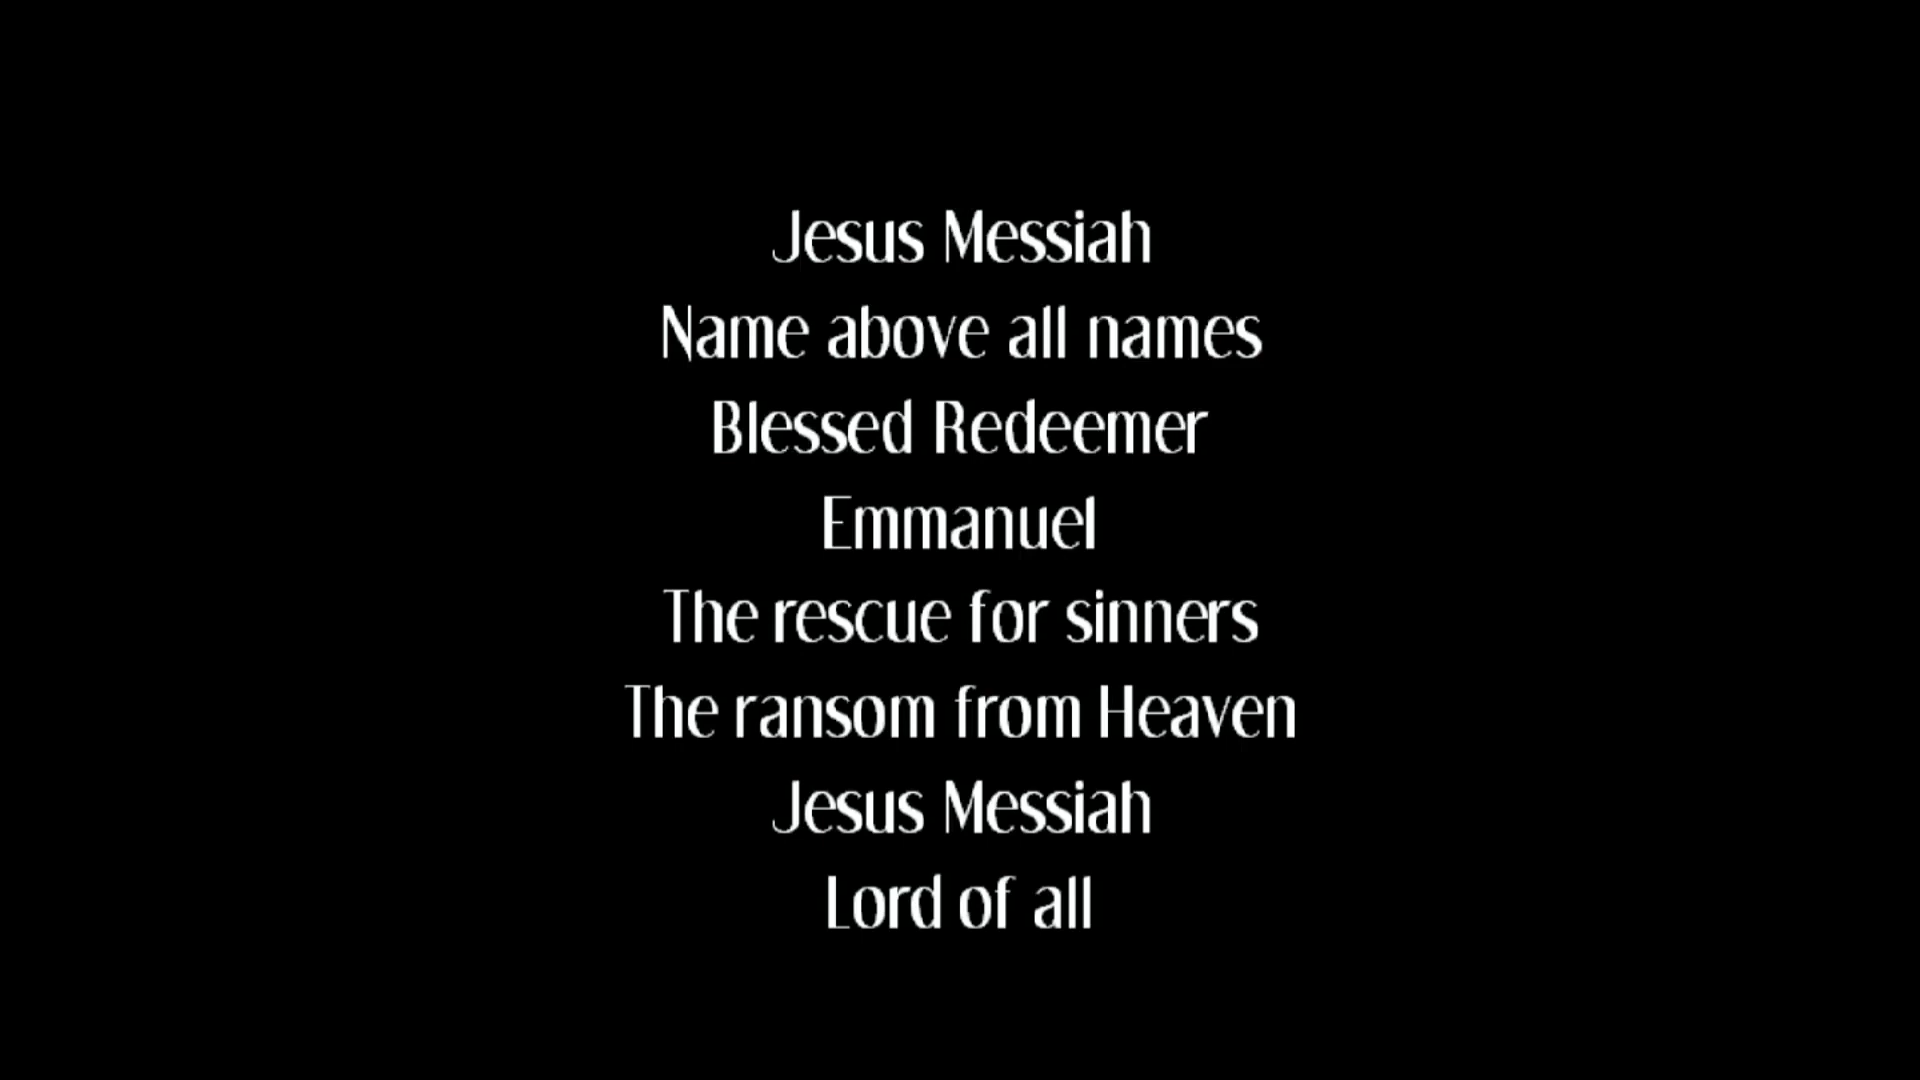 Jesus Messiah
Name above all names
Blessed Redeemer
Emmanuel
The rescue for sinners
The ransom from Heaven
Jesus Messiah
Lord of all